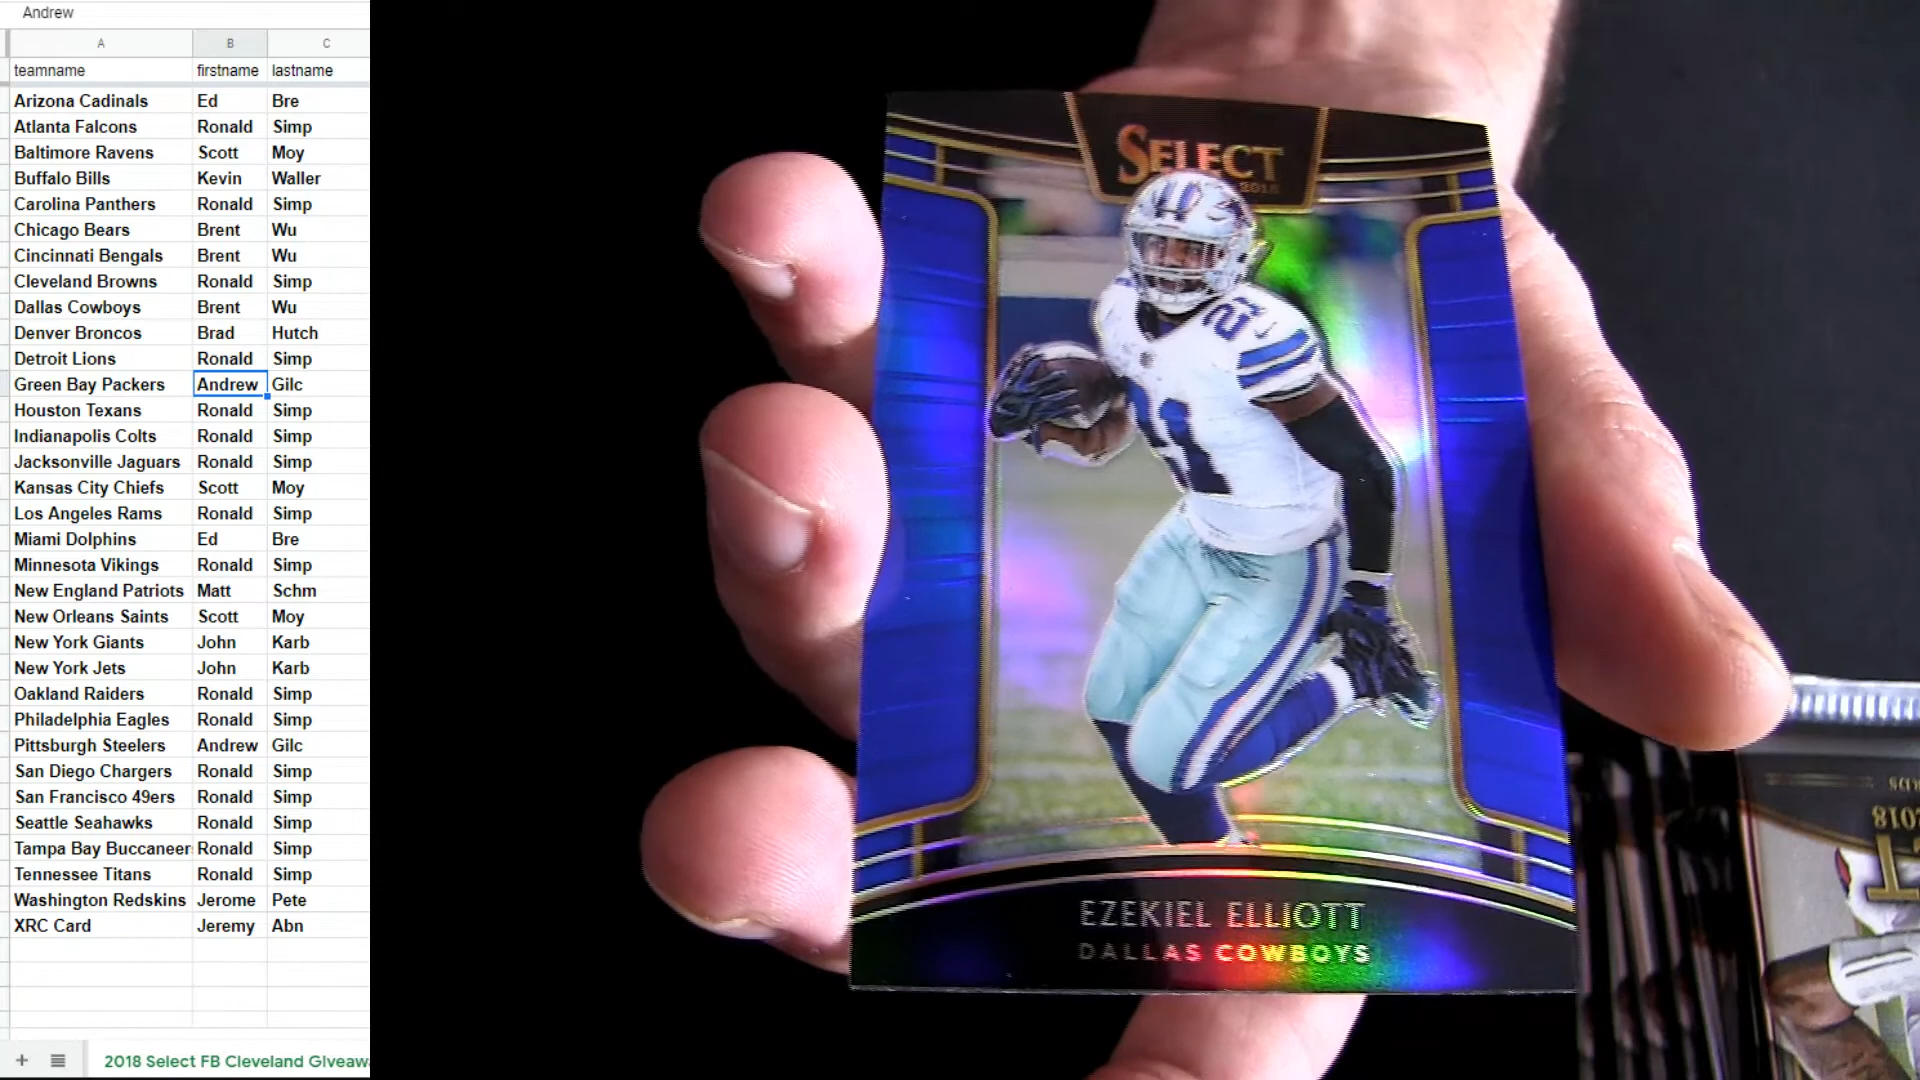 Andrew
A B C
teamname firstname lastname
Arizona Cadinals Ed Bre
Atlanta Falcons Ronald Simp
Baltimore Ravens Scott Moy
Buffalo Bills Kevin Waller
Carolina Panthers Ronald Simp
Chicago Bears Brent Wu
Cincinnati Bengals Brent Wu
Cleveland Browns Ronald Simp
Dallas Cowboys Brent Wu
Denver Broncos Brad Hutch
Detroit Lions Ronald Simp
Green Bay Packers Andrew Gilc
Houston Texans Ronald Simp
Indianapolis Colts Ronald Simp
Jacksonville Jaguars Ronald Simp
Kansas City Chiefs Scott Moy
Los Angeles Rams Ronald Simp
Miami Dolphins Ed Bre
Minnesota Vikings Ronald Simp
New England Patriots Matt Schm
New Orleans Saints Scott Moy
New York Giants John Karb
New York Jets John Karb
Oakland Raiders Ronald Simp
Philadelphia Eagles Ronald Simp
Pittsburgh Steelers Andrew Gilc
San Diego Chargers Ronald Simp
San Francisco 49ers Ronald Simp
Seattle Seahawks Ronald Simp
Tampa Bay Buccaneer Ronald Simp
Tennessee Titans Ronald Simp
Washington Redskins Jerome Pete
XRC Card Jeremy Abn
2018 Select FB Cleveland GIveaw
SELECT
2018
21
21
EZEKIEL ELLIOTT
DALLAS COWBOYS
2018